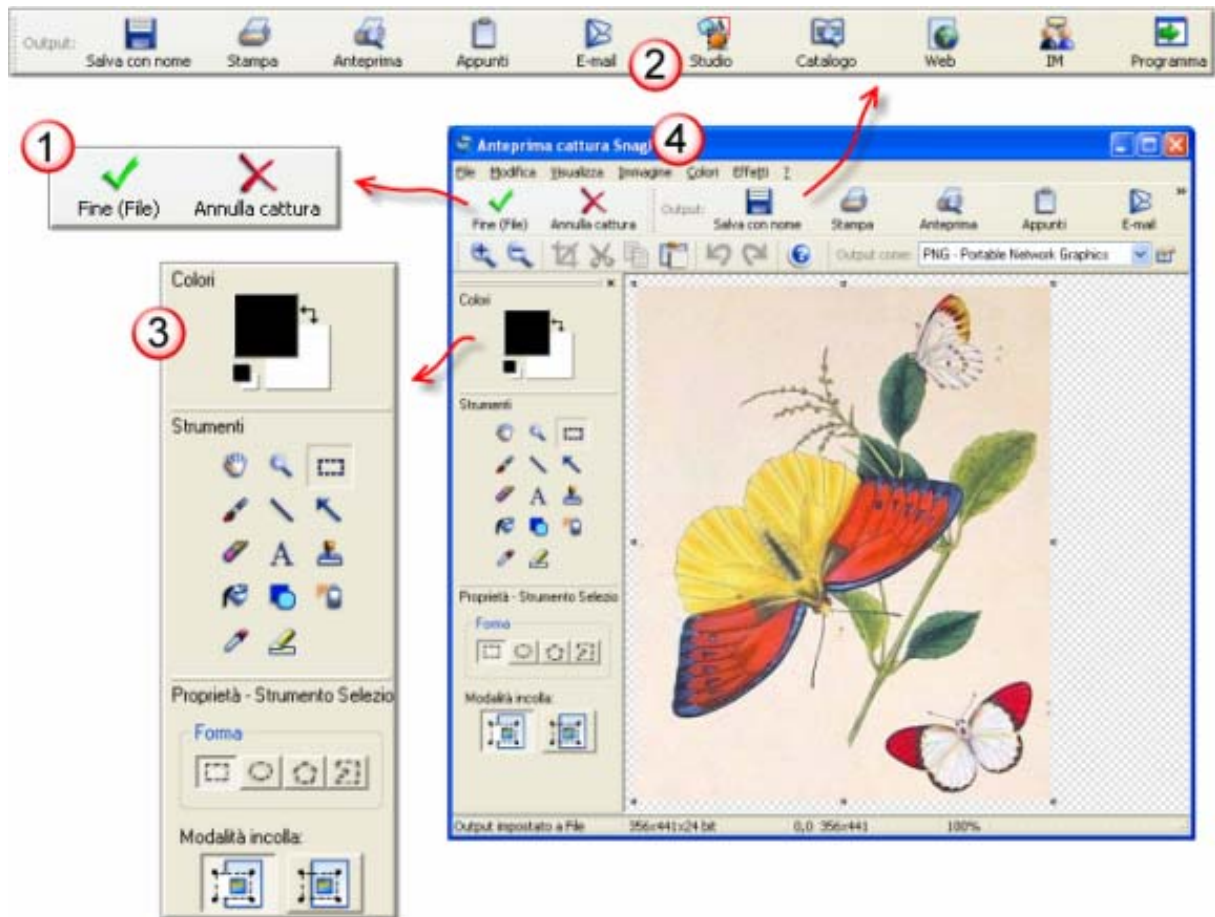 Output:
Salva con nome Stampa Anteprima Appunti E-mail Studio Catalogo Web IM Programma
2
1
Fine (File) Annulla cattura
4
Anteprima cattura Snag
File Modifica Visualizza Immagine Colori Effetti ?
Fine (File) Annulla cattura Output: Salva con nome Stampa Anteprima Appunti E-mail
Output come: PNG - Portable Network Graphics
Colori
Strumenti
A
Proprietà - Strumento Selezio
Forma
Modalità incolla:
Output impostato a File 356x441x24 bit 0,0 356x441 100%
3
Colori
Strumenti
A
Proprietà - Strumento Selezio
Forma
Modalità incolla: